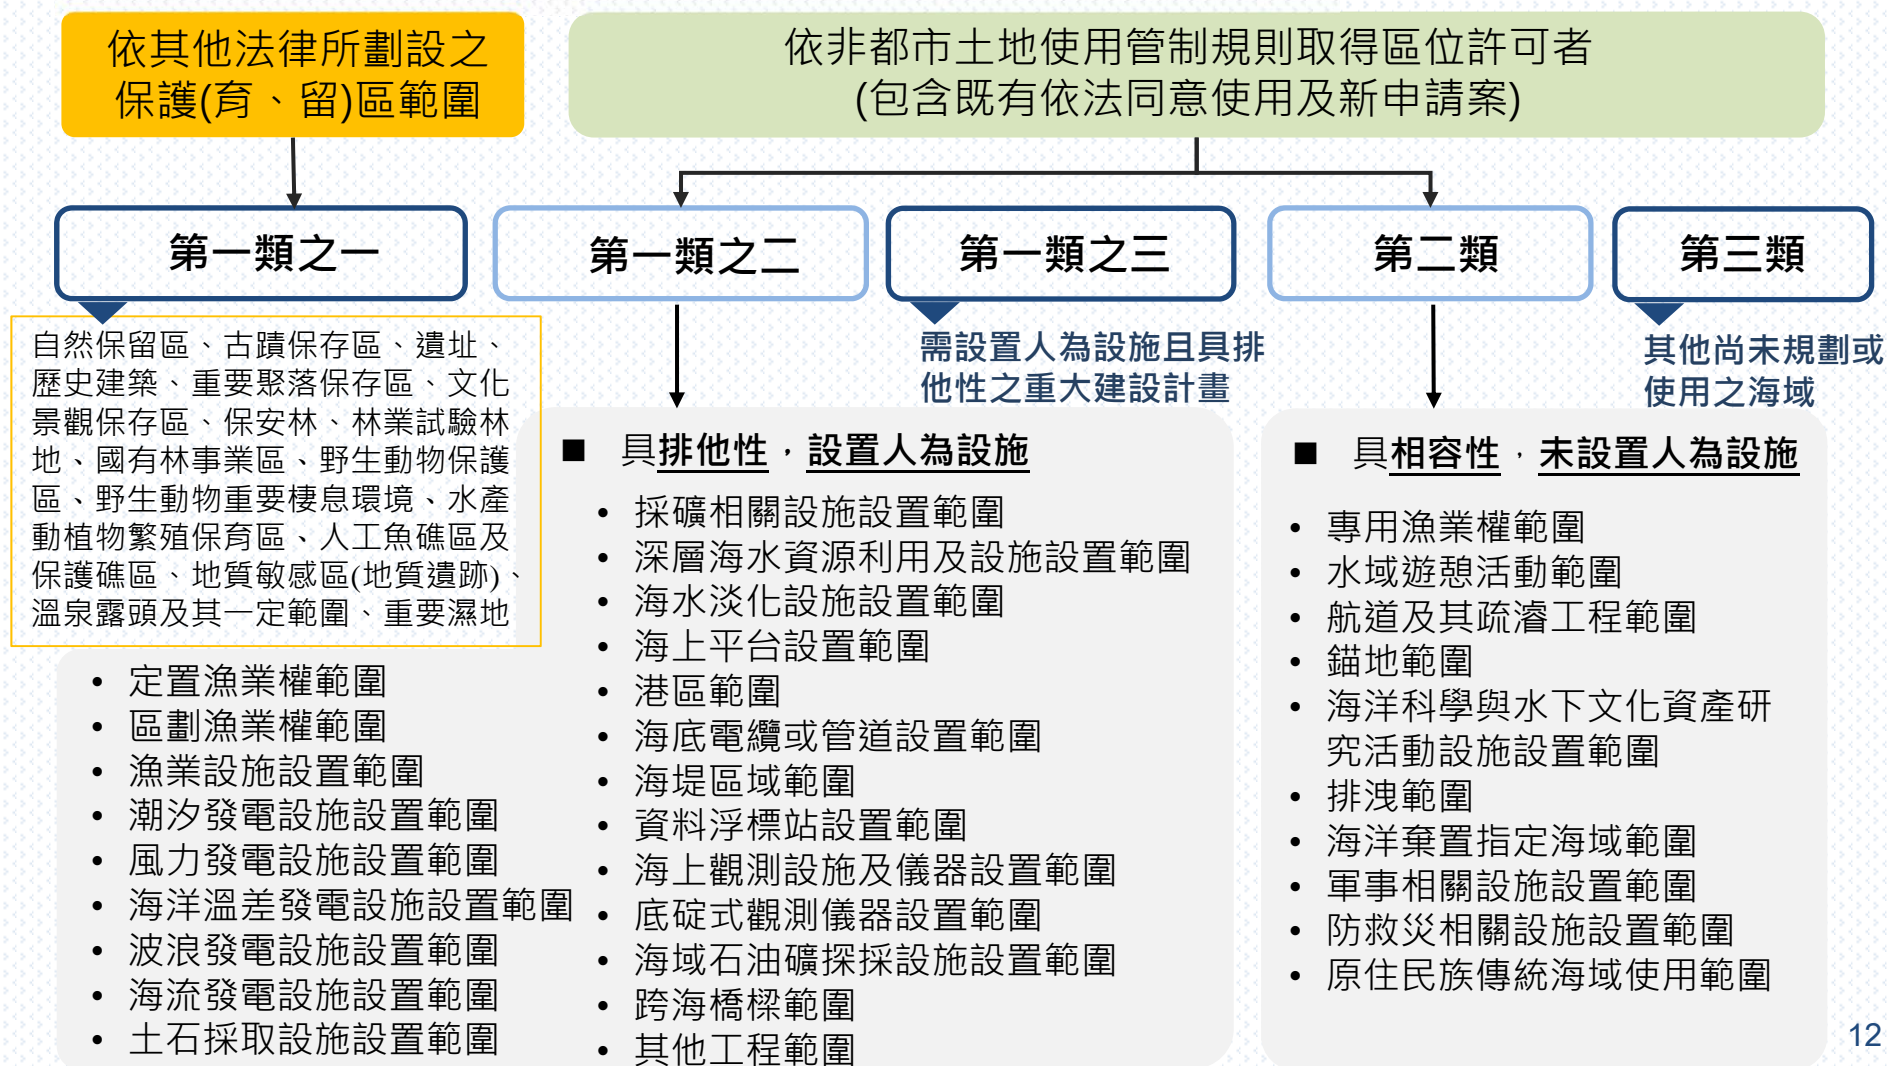 依其他法律所劃設之
保護(育、留)區範圍
依非都市土地使用管制規則取得區位許可者
(包含既有依法同意使用及新申請案)
第一類之一
第一類之二
第一類之三
第二類
第三類
自然保留區、古蹟保存區、遺址、
歷史建築、重要聚落保存區、文化
景觀保存區、保安林、林業試驗林
地、國有林事業區、野生動物保護
區、野生動物重要棲息環境、水產
動植物繁殖保育區、人工魚礁區及
保護礁區、地質敏感區(地質遺跡)、
溫泉露頭及其一定範圍、重要濕地
需設置人為設施且具排
他性之重大建設計畫
其他尚未規劃或
使用之海域
• 定置漁業權範圍
• 區劃漁業權範圍
• 漁業設施設置範圍
• 潮汐發電設施設置範圍
• 風力發電設施設置範圍
• 海洋溫差發電設施設置範圍
• 波浪發電設施設置範圍
• 海流發電設施設置範圍
• 土石採取設施設置範圍
■ 具排他性，設置人為設施
• 採礦相關設施設置範圍
• 深層海水資源利用及設施設置範圍
• 海水淡化設施設置範圍
• 海上平台設置範圍
• 港區範圍
• 海底電纜或管道設置範圍
• 海堤區域範圍
• 資料浮標站設置範圍
• 海上觀測設施及儀器設置範圍
• 底碇式觀測儀器設置範圍
• 海域石油礦探採設施設置範圍
• 跨海橋樑範圍
• 其他工程範圍
■ 具相容性，未設置人為設施
• 專用漁業權範圍
• 水域遊憩活動範圍
• 航道及其疏濬工程範圍
• 錨地範圍
• 海洋科學與水下文化資產研
究活動設施設置範圍
• 排洩範圍
• 海洋棄置指定海域範圍
• 軍事相關設施設置範圍
• 防救災相關設施設置範圍
• 原住民族傳統海域使用範圍
12